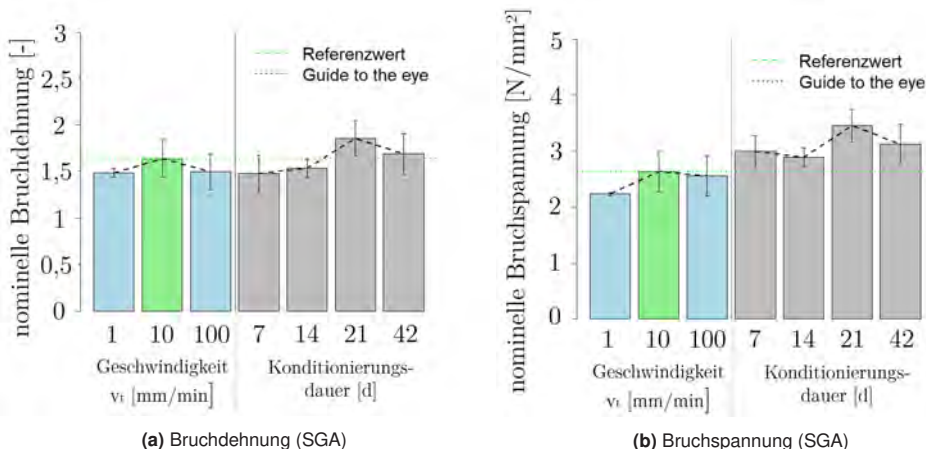 nominelle Bruchdehnung [-]
3
2,5
2
1,5
1
0,5
0
Referenzwert
Guide to the eye
1 10 100 7 14 21 42
Geschwindigkeit
vₜ [mm/min]
Konditionierungs-
dauer [d]
(a) Bruchdehnung (SGA)
nominelle Bruchspannung [N/mm²]
5
4
3
2
1
0
Referenzwert
Guide to the eye
1 10 100 7 14 21 42
Geschwindigkeit
vₜ [mm/min]
Konditionierungs-
dauer [d]
(b) Bruchspannung (SGA)